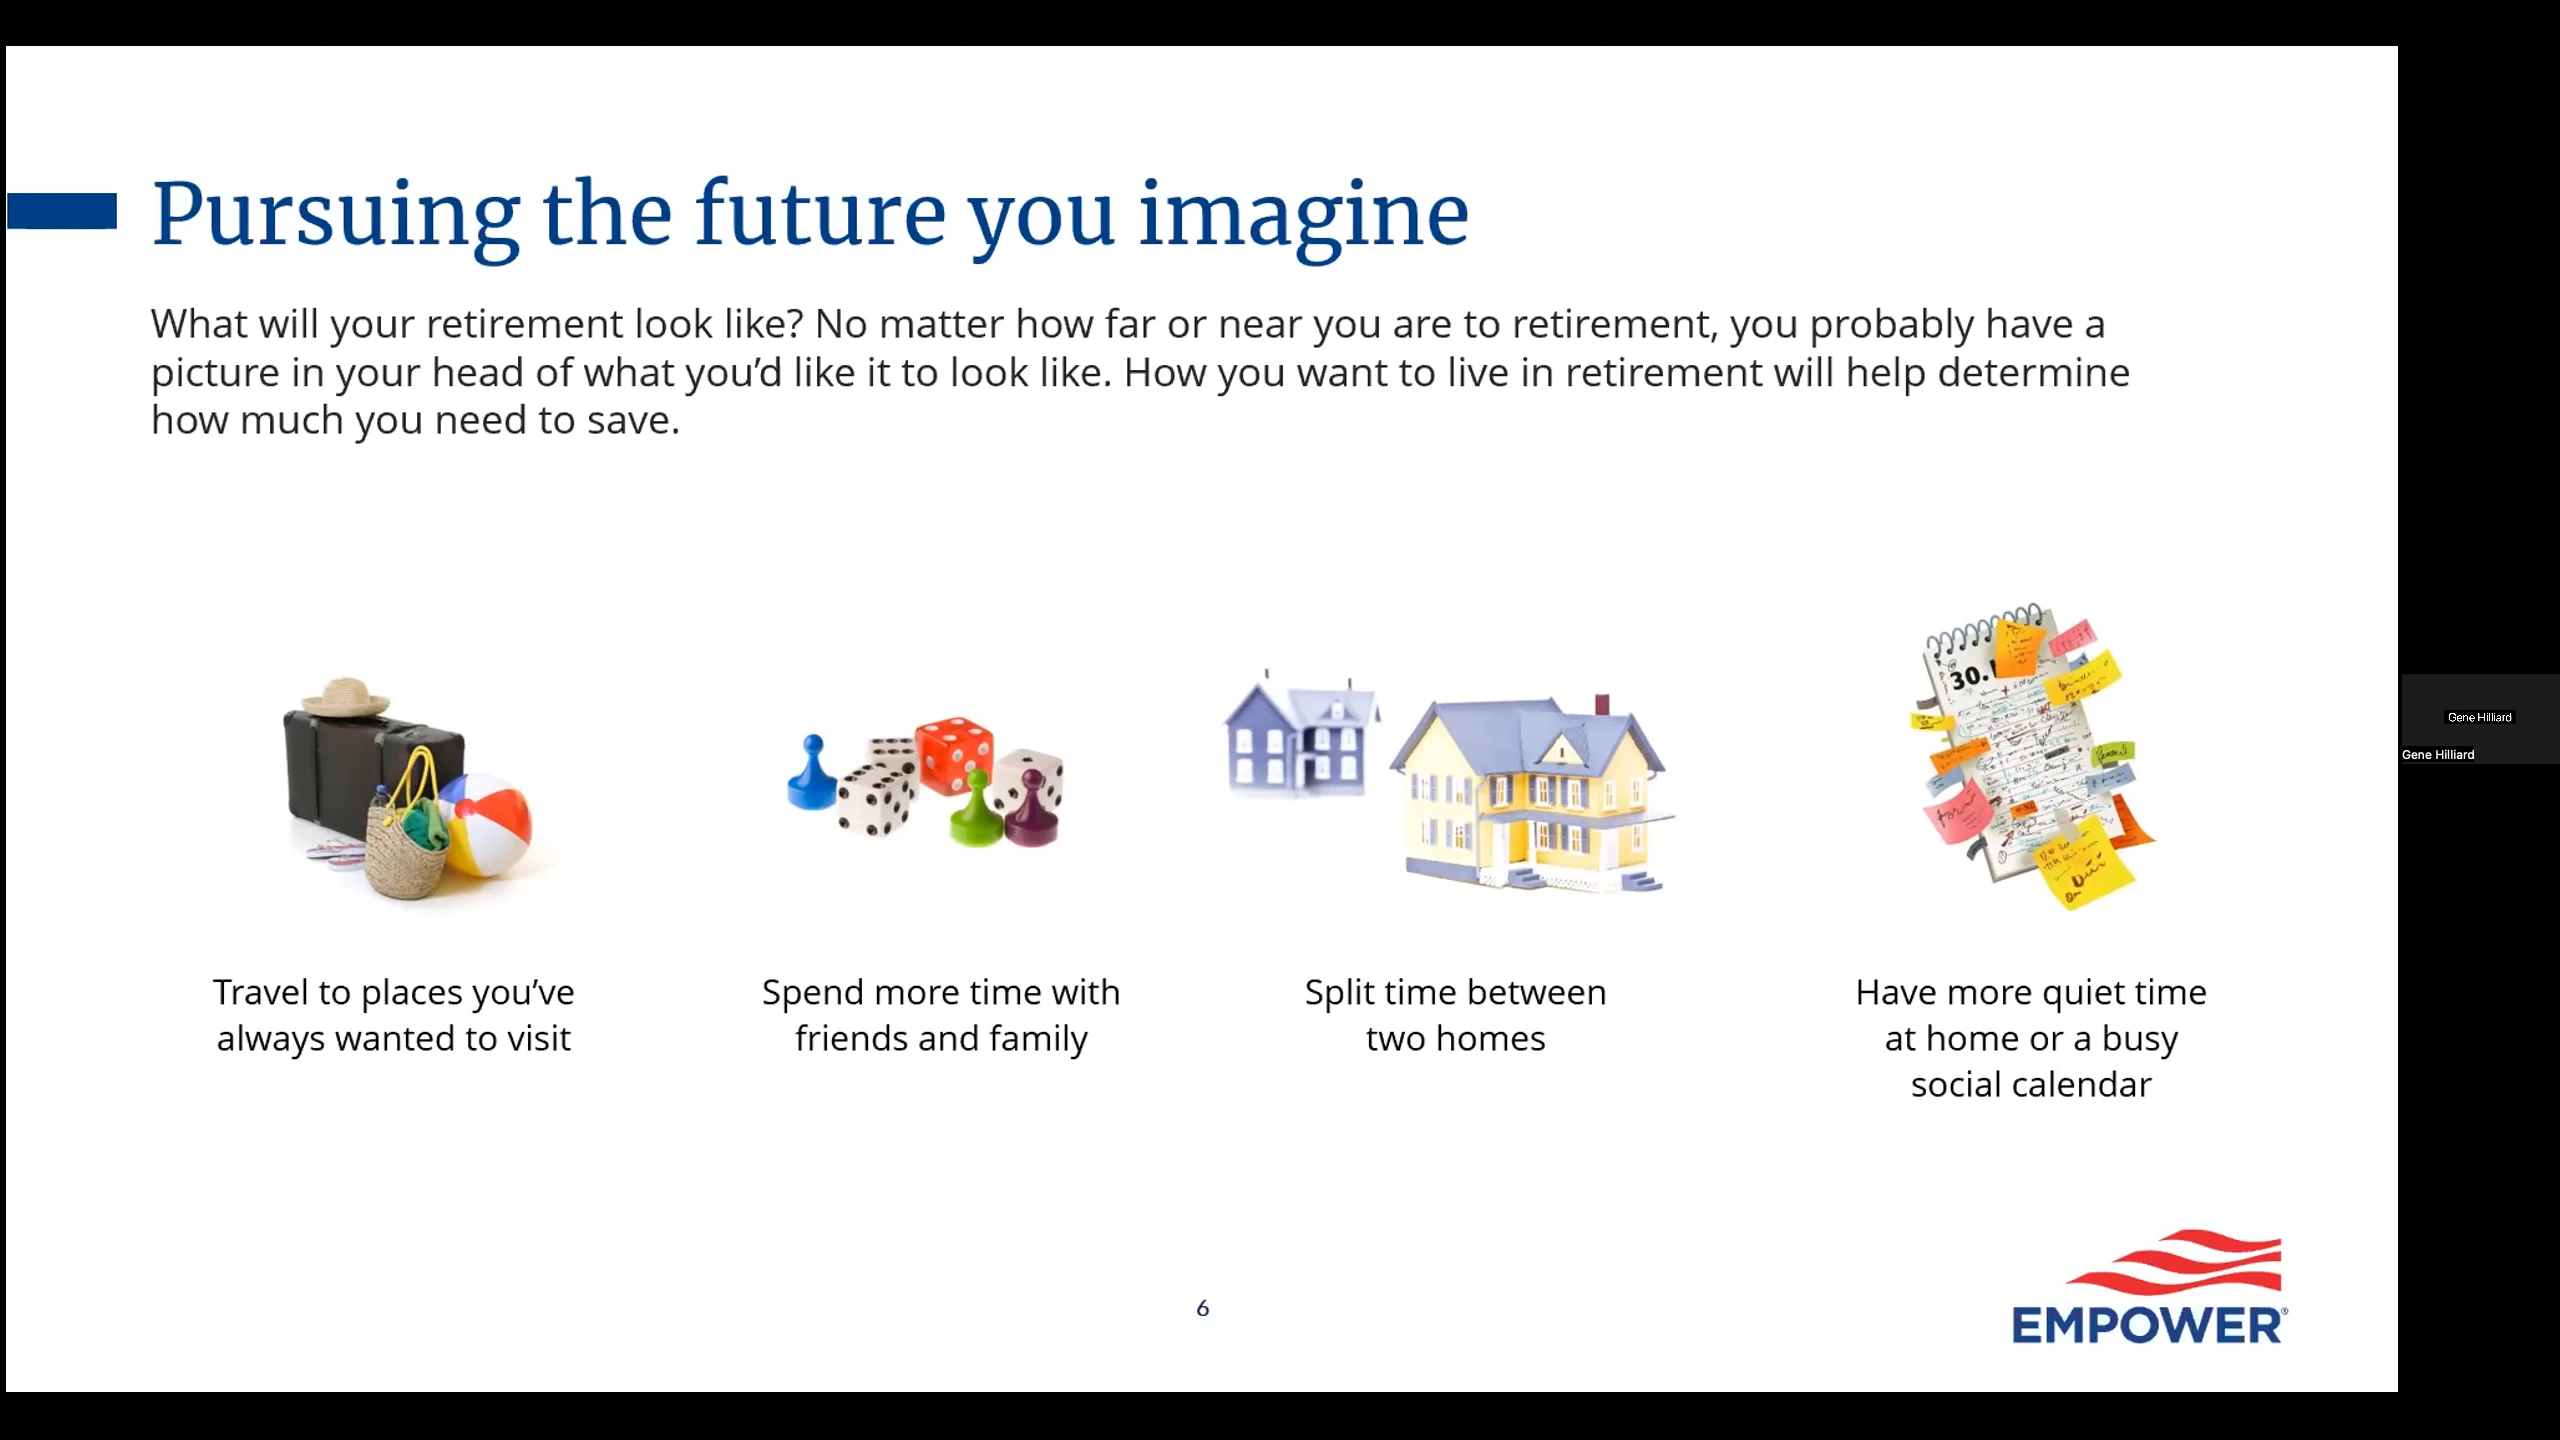 Pursuing the future you imagine
What will your retirement look like? No matter how far or near you are to retirement, you probably have a
picture in your head of what you’d like it to look like. How you want to live in retirement will help determine
how much you need to save.
30.
Travel to places you’ve
always wanted to visit
Spend more time with
friends and family
Split time between
two homes
Have more quiet time
at home or a busy
social calendar
6
EMPOWER®
Gene Hilliard
Gene Hilliard